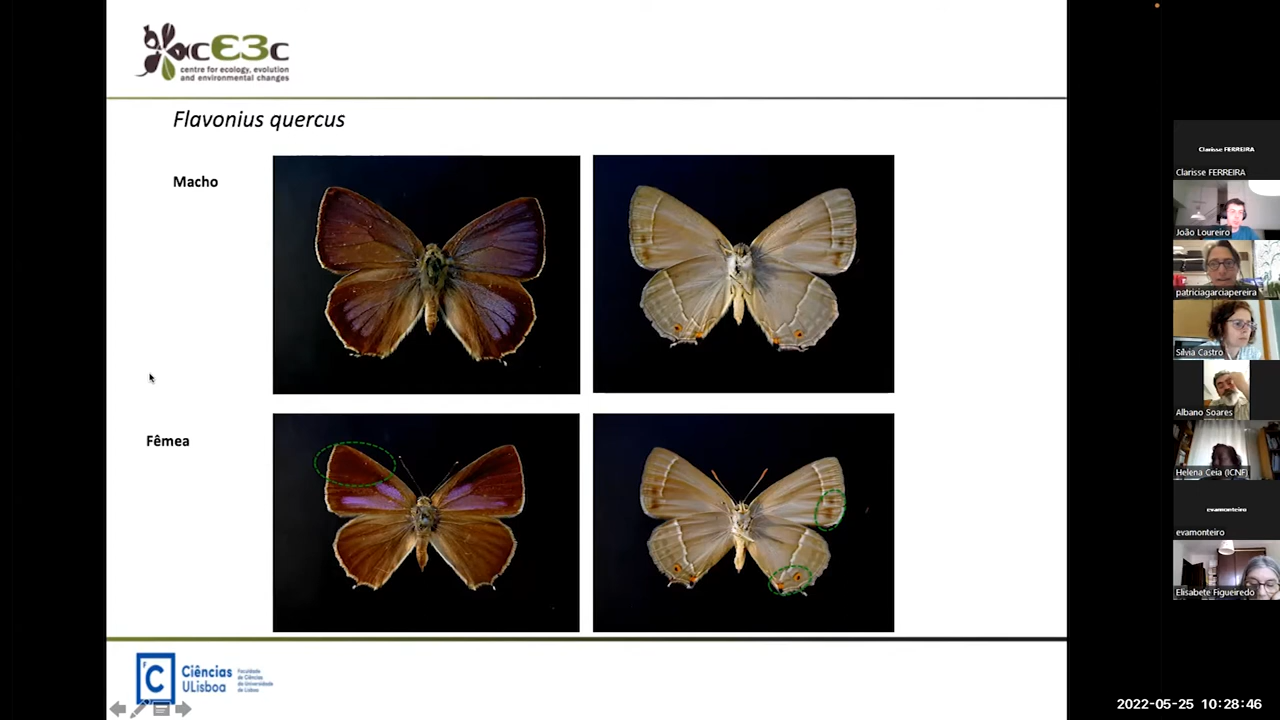 cE3c
centre for ecology, evolution
and environmental changes
Flavonius quercus
Macho
Fêmea
C
Ciências
ULisboa
Faculdade
de Ciências
da Universidade
de Lisboa
Clarisse FERREIRA
Clarisse FERREIRA
João Loureiro
patriciagarciapereira
Sílvia Castro
Albano Soares
Helena Ceia (ICNF)
evamonteiro
evamonteiro
Elisabete Figueiredo
2022-05-25 10:28:46